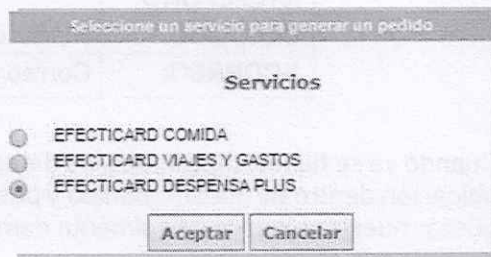 Seleccione un servicio para generar un pedido
Servicios
EFECTICARD COMIDA
EFECTICARD VIAJES Y GASTOS
EFECTICARD DESPENSA PLUS
Aceptar Cancelar